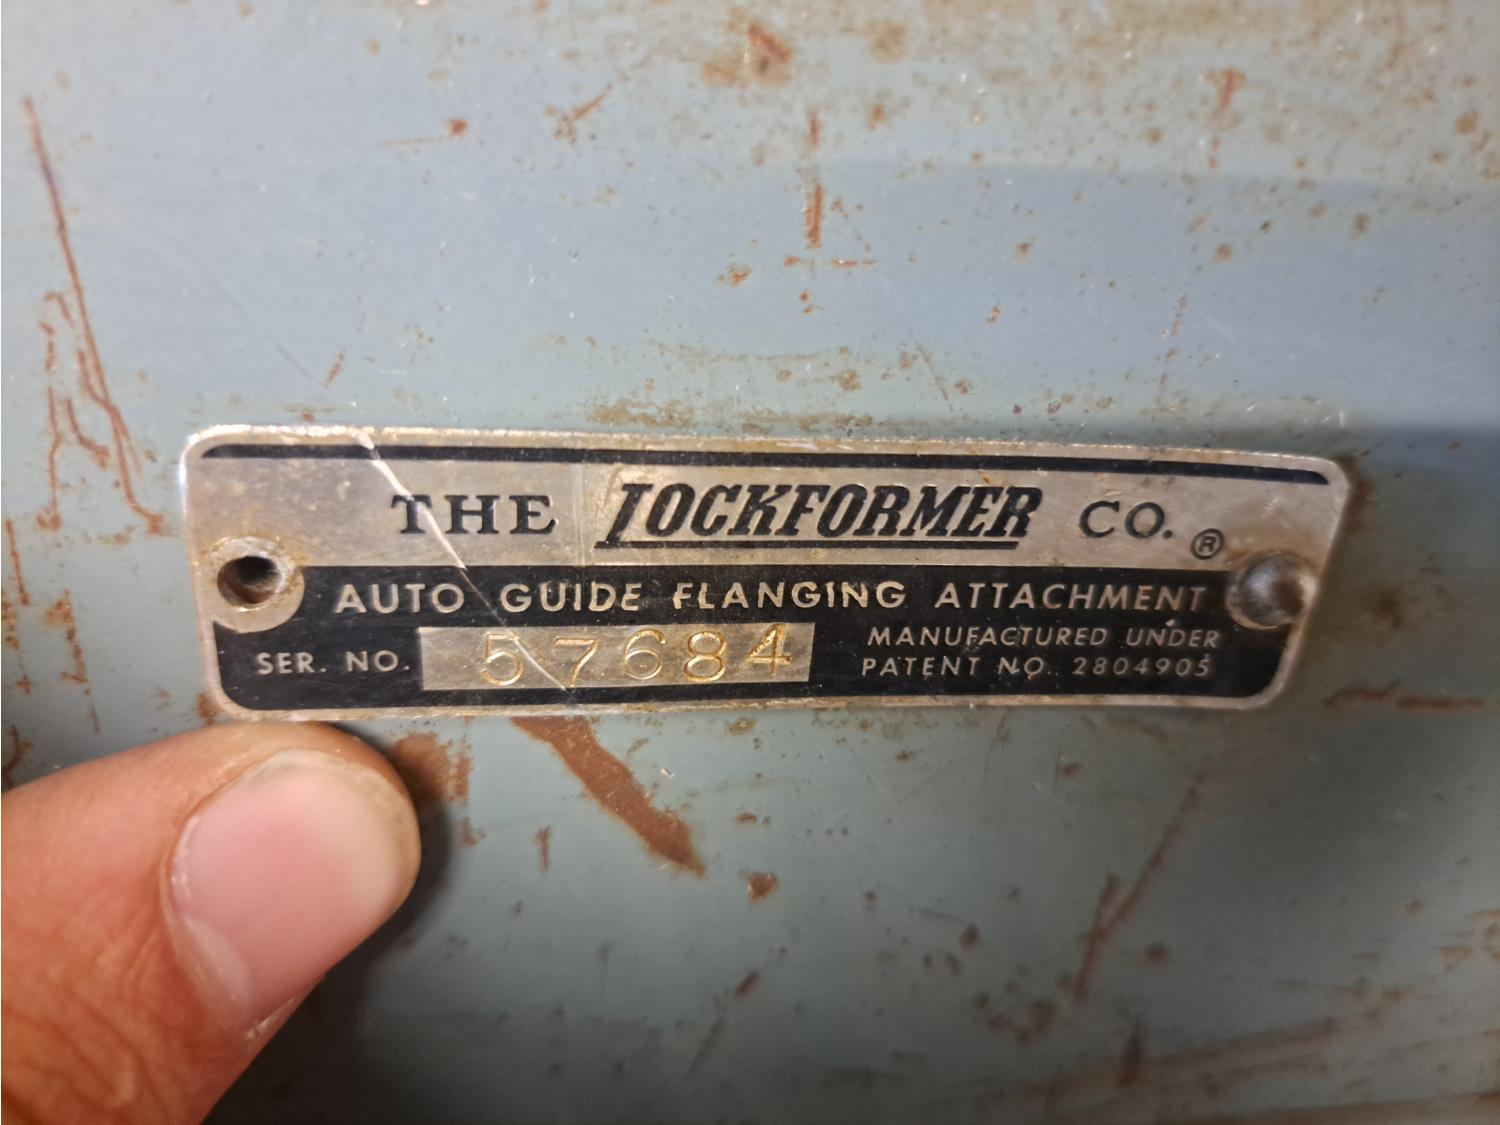 THE LOCKFORMER CO. ®
AUTO GUIDE FLANGING ATTACHMENT
SER. NO. 57684
MANUFACTURED UNDER
PATENT NO. 2804905